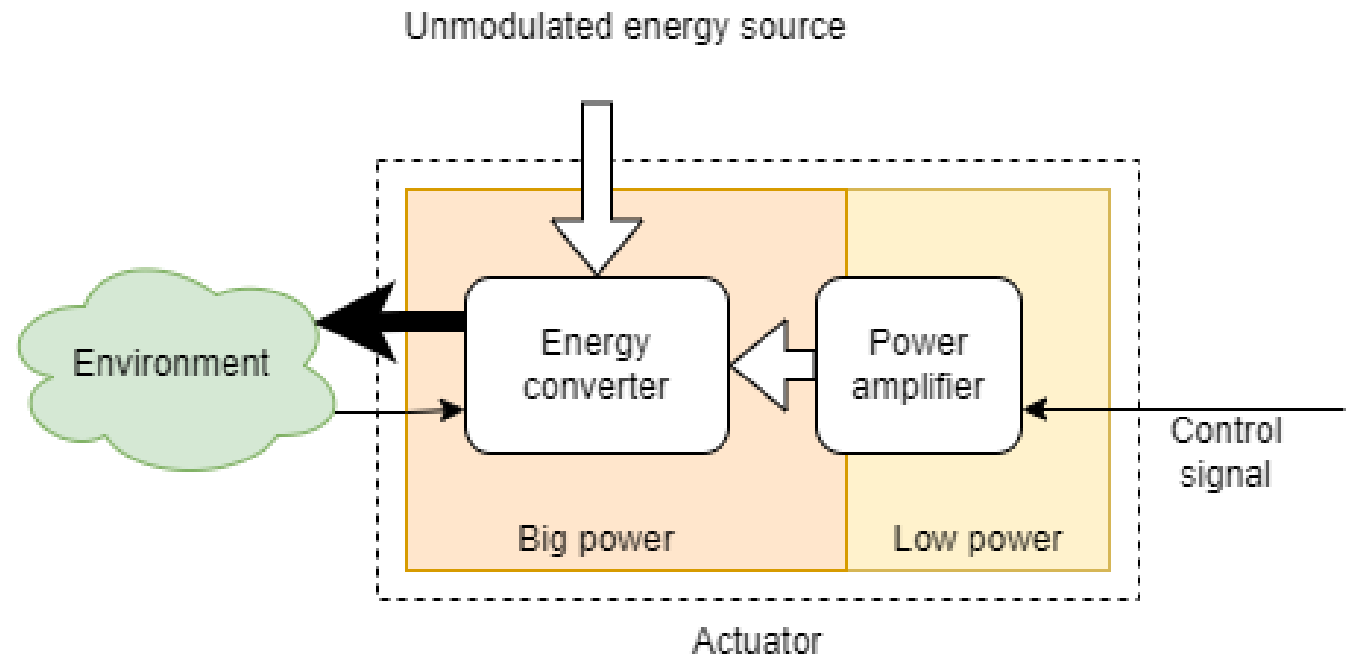 Unmodulated energy source
Environment
Energy
converter
Power
amplifier
Control
signal
Big power
Low power
Actuator